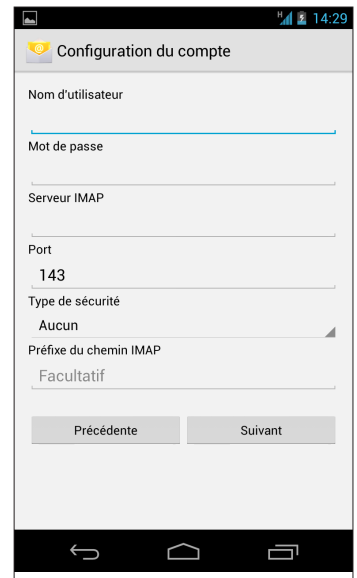 H 14:29
Configuration du compte
Nom d'utilisateur
Mot de passe
Serveur IMAP
Port
143
Type de sécurité
Aucun
Préfixe du chemin IMAP
Facultatif
Précédente Suivant